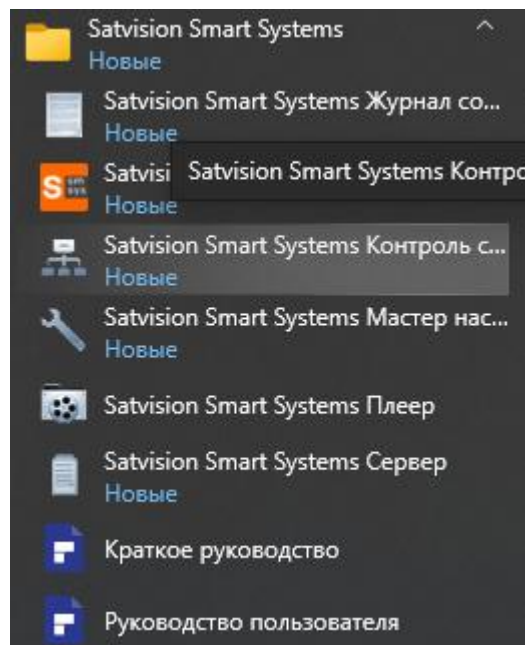 Satvision Smart Systems
Новые
Satvision Smart Systems Журнал со...
Новые
Satvisi
Satvision Smart Systems Контро
Новые
Satvision Smart Systems Контроль с...
Новые
Satvision Smart Systems Мастер нас...
Новые
Satvision Smart Systems Плеер
Satvision Smart Systems Сервер
Новые
Краткое руководство
Руководство пользователя